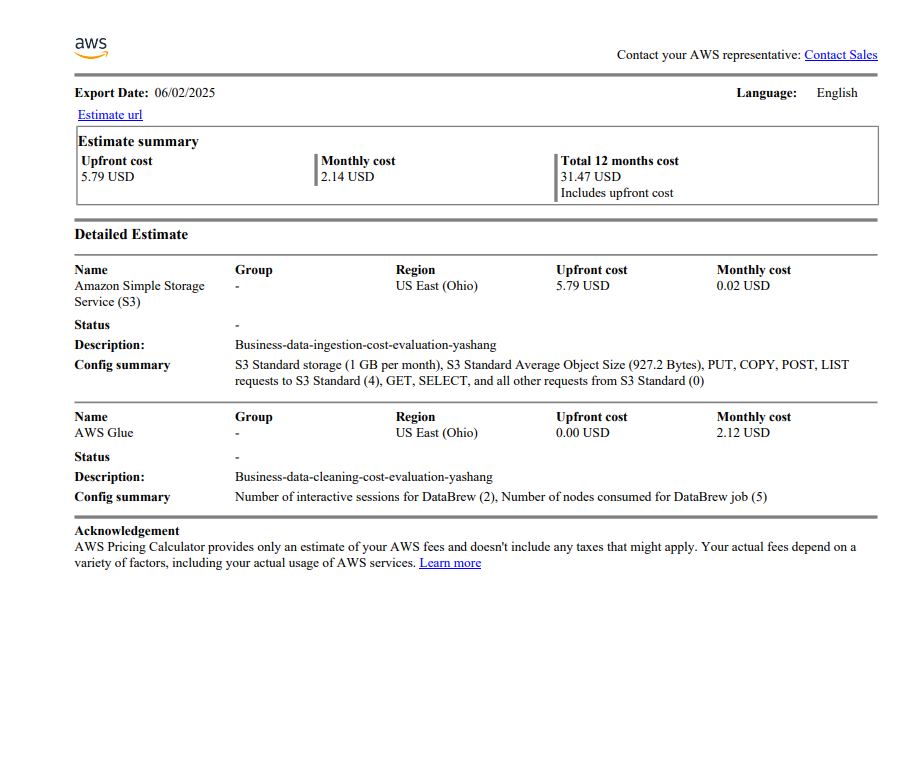 aws
Contact your AWS representative: Contact Sales
Export Date: 06/02/2025 Language: English
Estimate url
Estimate summary
Upfront cost Monthly cost Total 12 months cost
5.79 USD 2.14 USD 31.47 USD
Includes upfront cost
Detailed Estimate
Name Group Region Upfront cost Monthly cost
Amazon Simple Storage - US East (Ohio) 5.79 USD 0.02 USD
Service (S3)
Status -
Description: Business-data-ingestion-cost-evaluation-yashang
Config summary S3 Standard storage (1 GB per month), S3 Standard Average Object Size (927.2 Bytes), PUT, COPY, POST, LIST
requests to S3 Standard (4), GET, SELECT, and all other requests from S3 Standard (0)
Name Group Region Upfront cost Monthly cost
AWS Glue - US East (Ohio) 0.00 USD 2.12 USD
Status -
Description: Business-data-cleaning-cost-evaluation-yashang
Config summary Number of interactive sessions for DataBrew (2), Number of nodes consumed for DataBrew job (5)
Acknowledgement
AWS Pricing Calculator provides only an estimate of your AWS fees and doesn't include any taxes that might apply. Your actual fees depend on a
variety of factors, including your actual usage of AWS services. Learn more